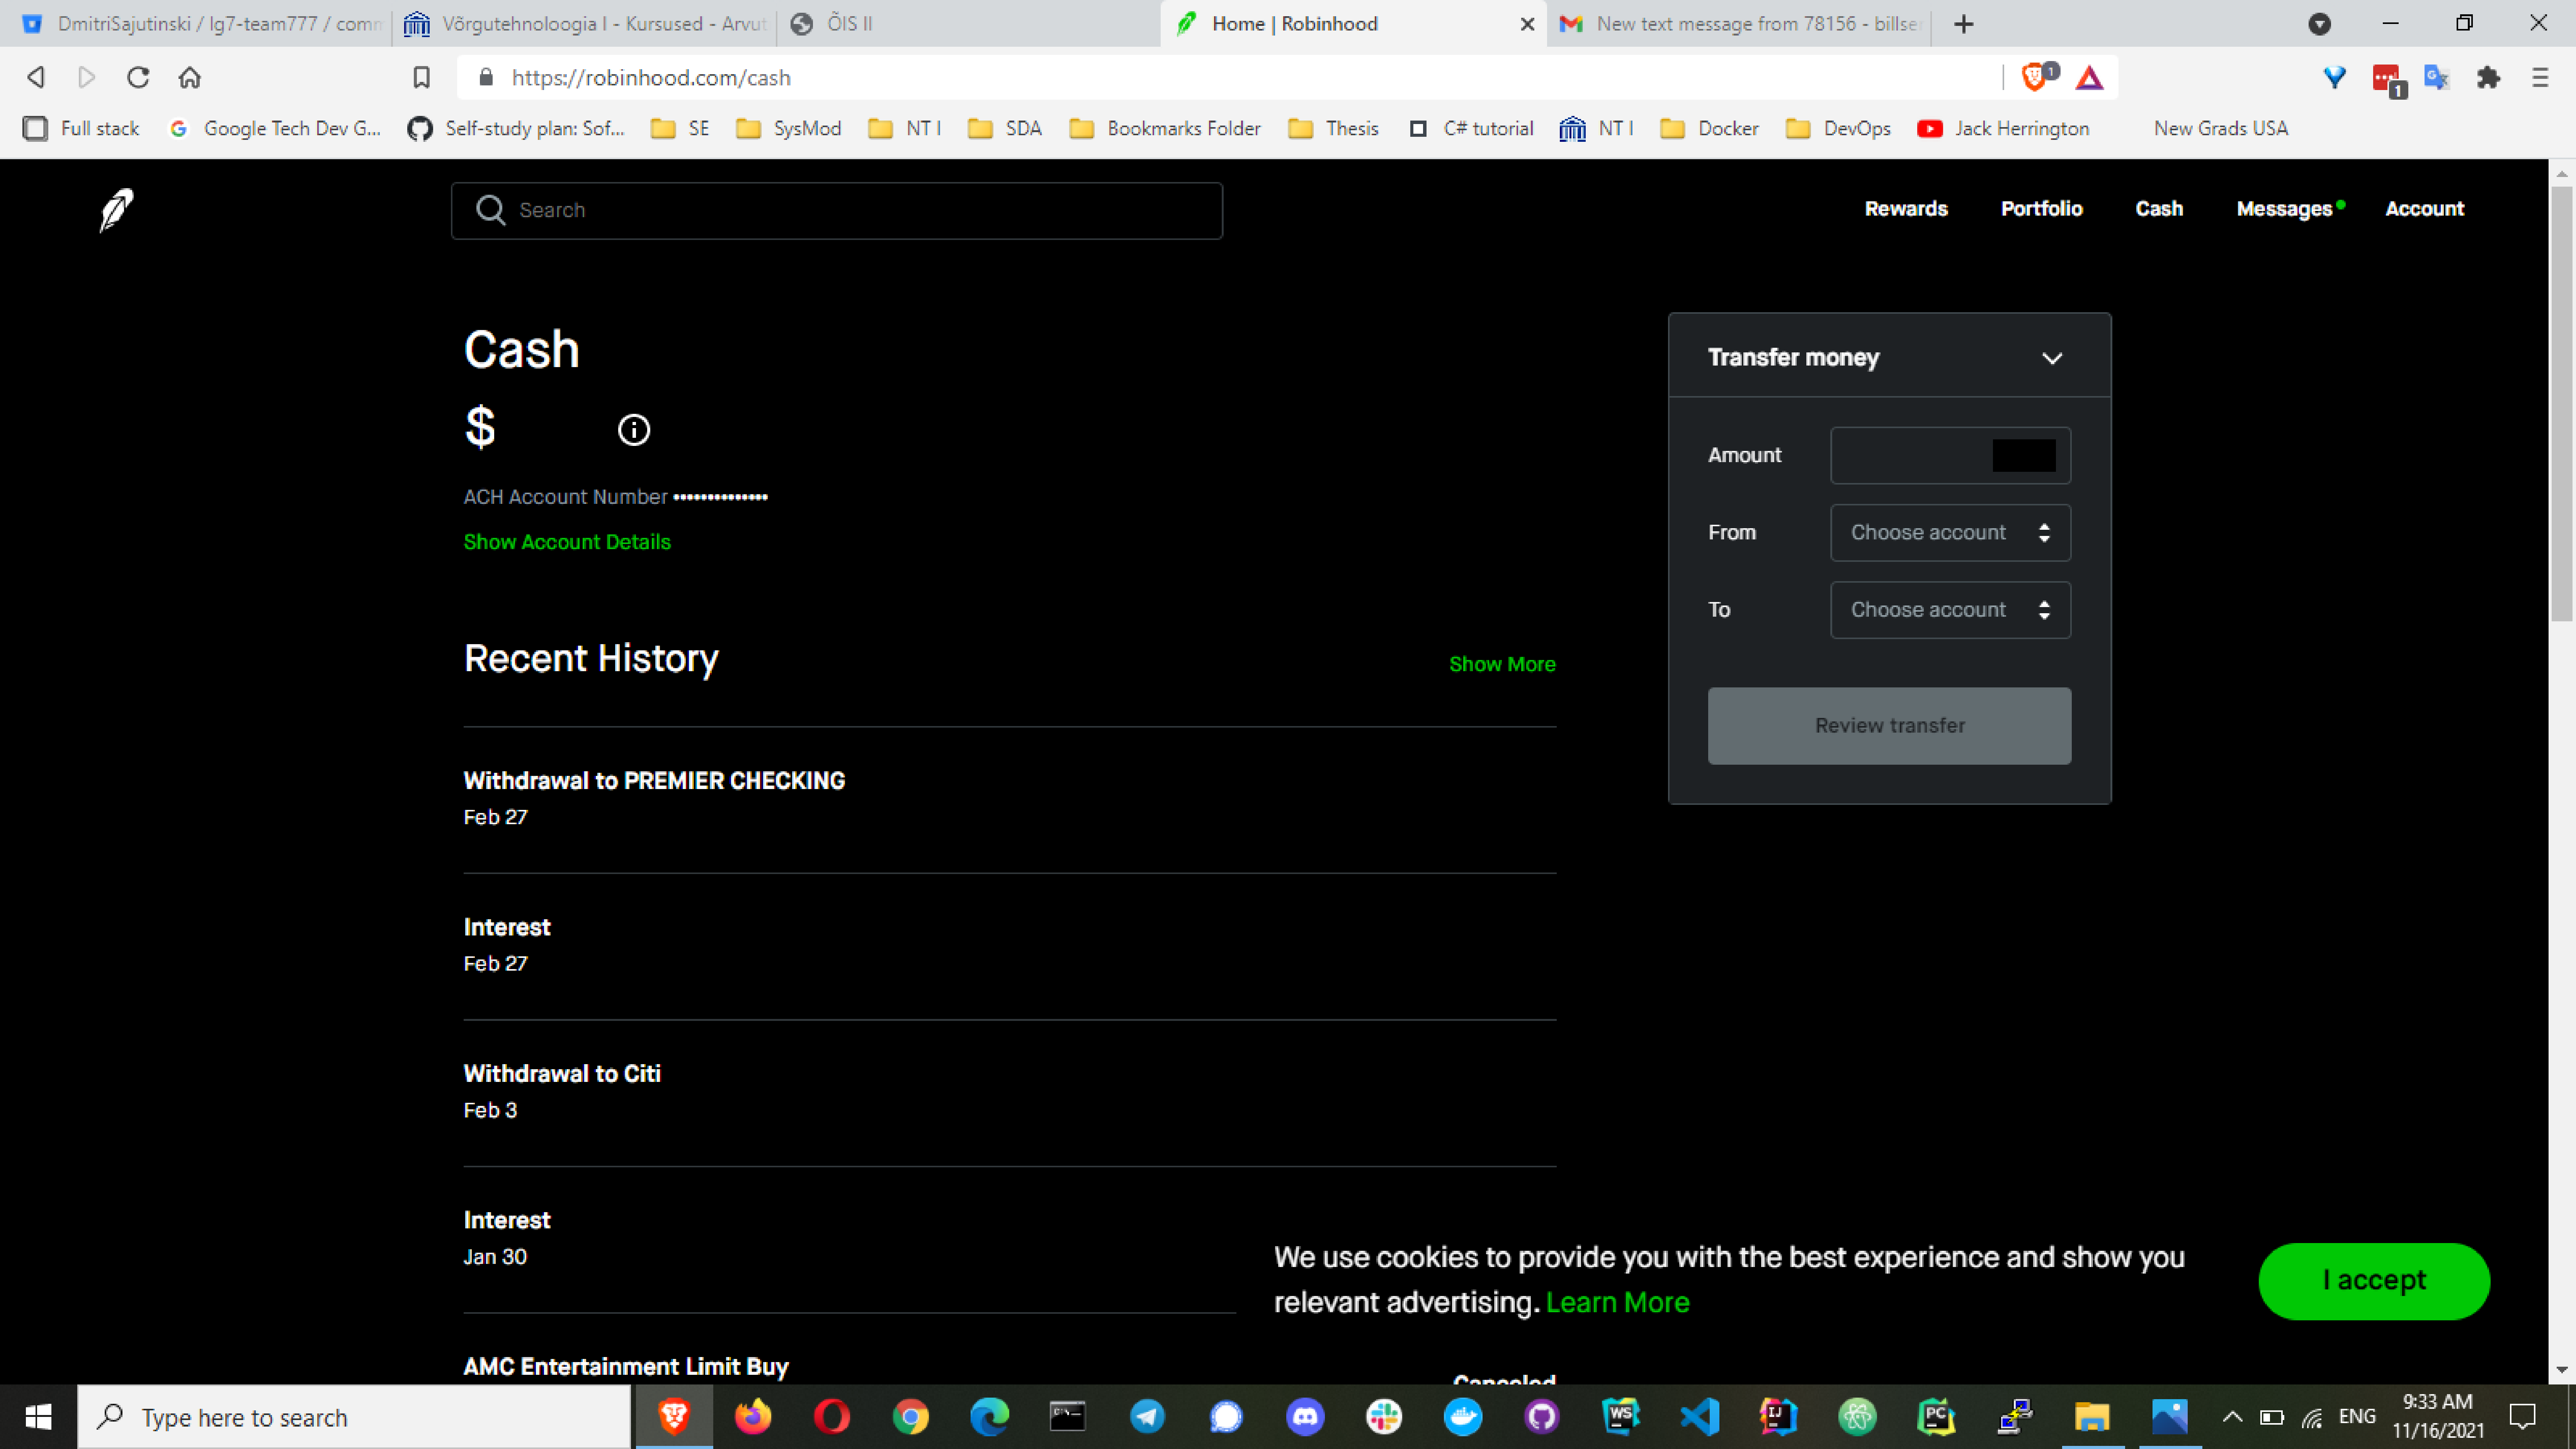 DmitriSajutinski / lg7-team777 / comm
Võrgutehnoloogia I - Kursused - Arvut
ÕIS II
Home | Robinhood
New text message from 78156 - billse
https://robinhood.com/cash
1
1
Full stack
Google Tech Dev G...
Self-study plan: Sof...
SE
SysMod
NT I
SDA
Bookmarks Folder
Thesis
C# tutorial
NT I
Docker
DevOps
Jack Herrington
New Grads USA
Search
Rewards
Portfolio
Cash
Messages
Account
Cash
$
ACH Account Number ••••••••••••••
Show Account Details
Transfer money
Amount
From
Choose account
To
Choose account
Review transfer
Recent History
Show More
Withdrawal to PREMIER CHECKING
Feb 27
Interest
Feb 27
Withdrawal to Citi
Feb 3
Interest
Jan 30
We use cookies to provide you with the best experience and show you
relevant advertising. Learn More
I accept
AMC Entertainment Limit Buy
Canceled
Type here to search
WS
IJ
PC
ENG
9:33 AM
11/16/2021